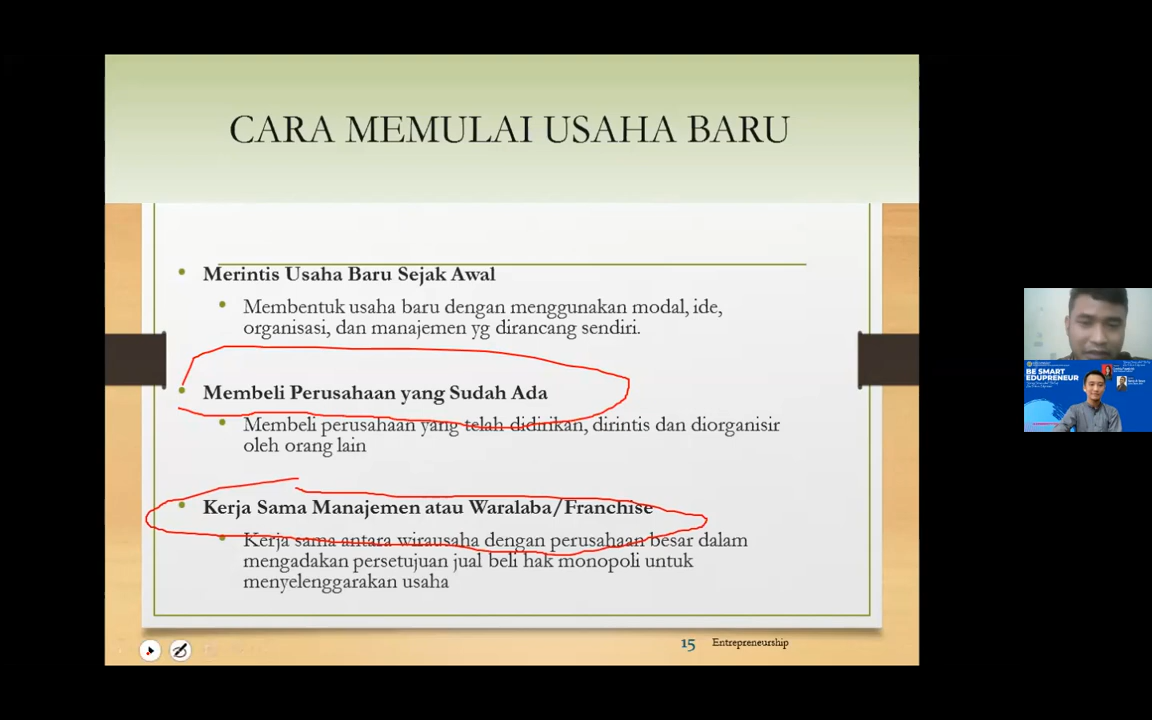 CARA MEMULAI USAHA BARU
Merintis Usaha Baru Sejak Awal
Membentuk usaha baru dengan menggunakan modal, ide,
organisasi, dan manajemen yg dirancang sendiri.
Membeli Perusahaan yang Sudah Ada
Membeli perusahaan yang telah didirikan, dirintis dan diorganisir
oleh orang lain
Kerja Sama Manajemen atau Waralaba/Franchise
Kerja sama antara wirausaha dengan perusahaan besar dalam
mengadakan persetujuan jual beli hak monopoli untuk
menyelenggarakan usaha
15 Entrepreneurship
BE SMART
EDUPRENEUR